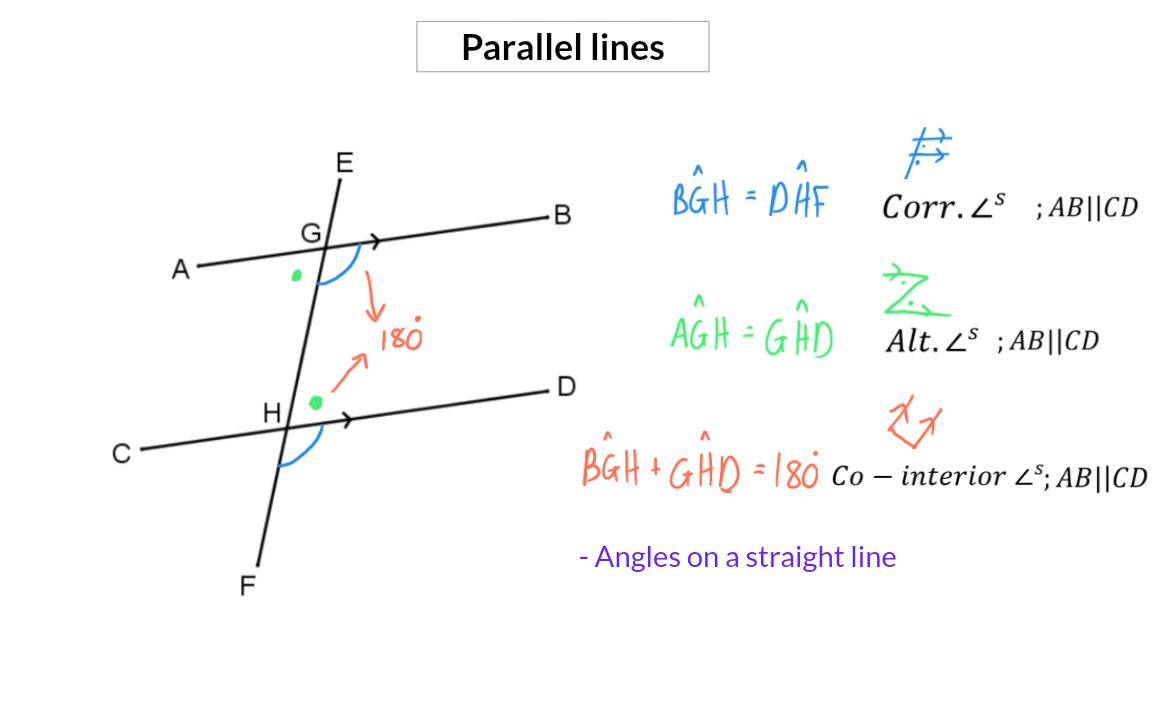 Parallel lines
E
B
G
A
180°
D
H
C
F
BĜH = DĤF Corr.∠ˢ ; AB||CD
AĜH = GĤD Alt.∠ˢ ; AB||CD
BĜH + GĤD = 180° Co − interior ∠ˢ; AB||CD
- Angles on a straight line